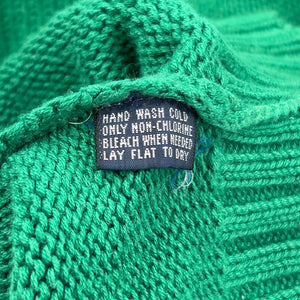 HAND WASH COLD
ONLY NON-CHLORINE
BLEACH WHEN NEEDED
LAY FLAT TO DRY